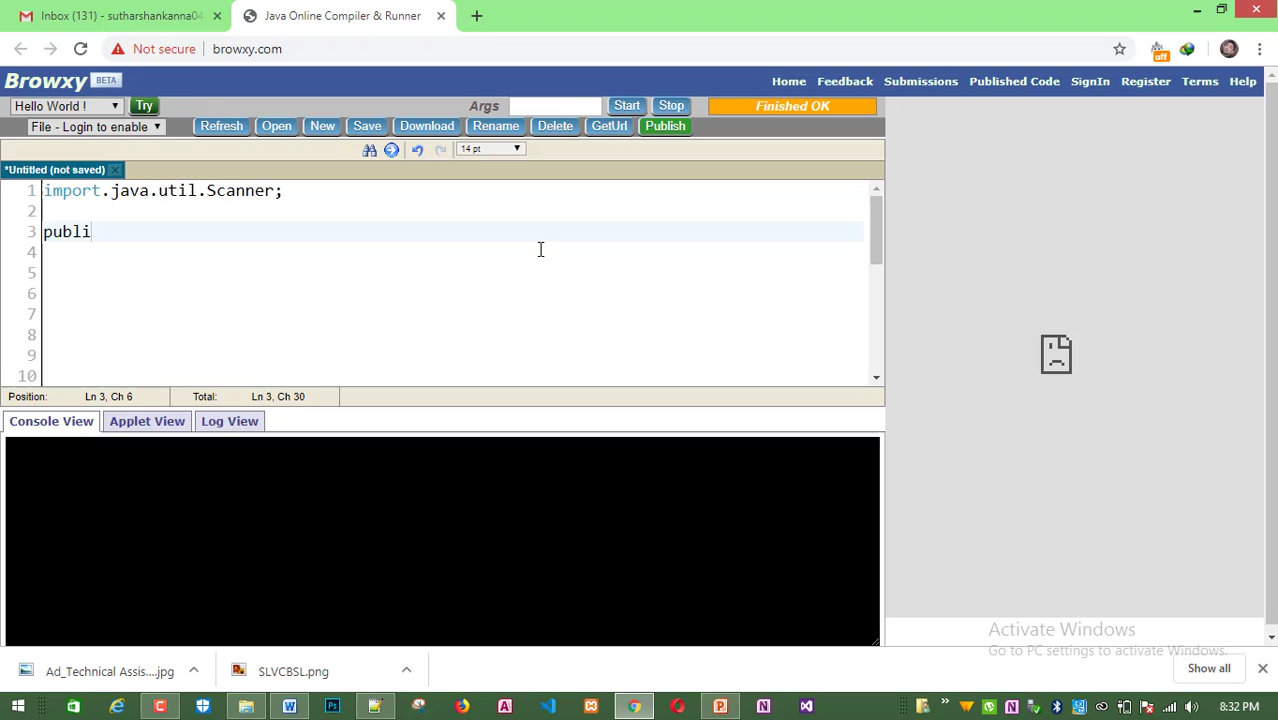 Inbox (131) - sutharshankanna04
Java Online Compiler & Runner
Not secure
browxy.com
off
Browxy BETA
Home Feedback Submissions Published Code SignIn Register Terms Help
Hello World !
Try
Args
Start
Stop
Finished OK
File - Login to enable
Refresh
Open
New
Save
Download
Rename
Delete
GetUrl
Publish
14 pt
*Untitled (not saved)
1 import.java.util.Scanner;
2
3 publi
4
5
6
7
8
9
10
Position: Ln 3, Ch 6 Total: Ln 3, Ch 30
Console View
Applet View
Log View
Activate Windows
Go to PC settings to activate Windows.
Ad_Technical Assis....jpg
SLVCBSL.png
Show all
8:32 PM